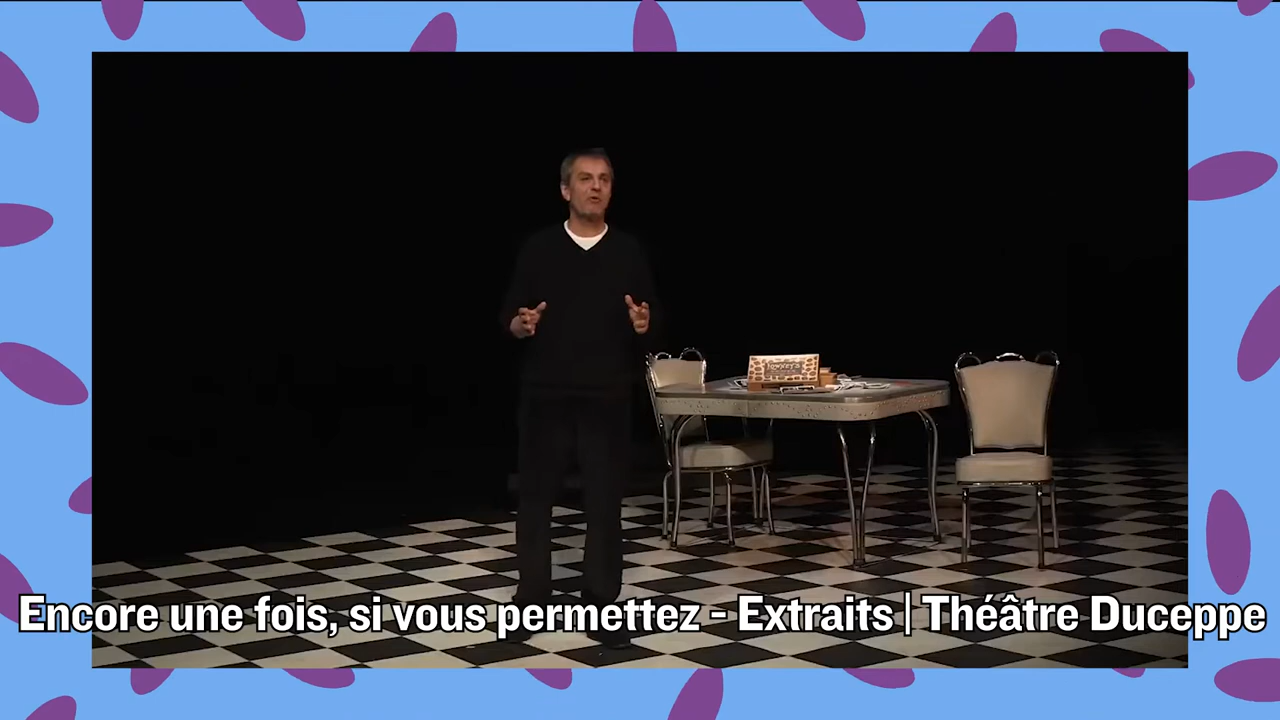 Encore une fois, si vous permettez - Extraits | Théâtre Duceppe